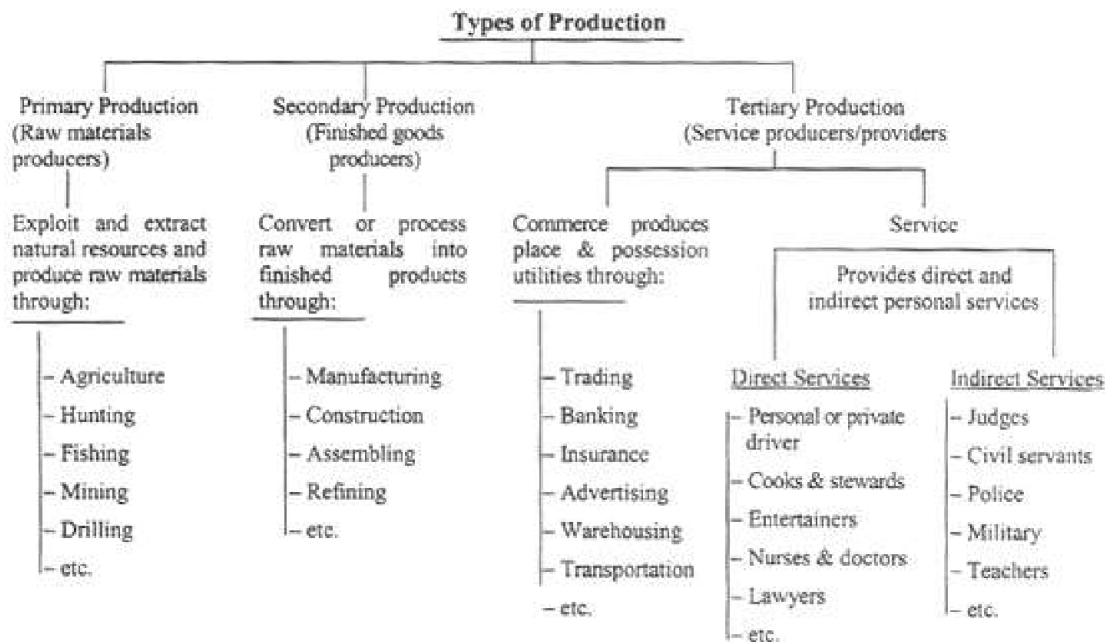 Types of Production
Primary Production
(Raw materials
producers)
Secondary Production
(Finished goods
producers)
Tertiary Production
(Service producers/providers
Exploit and extract
natural resources and
produce raw materials
through:
– Agriculture
– Hunting
– Fishing
– Mining
– Drilling
– etc.
Convert or process
raw materials into
finished products
through:
– Manufacturing
– Construction
– Assembling
– Refining
– etc.
Commerce produces
place & possession
utilities through:
– Trading
– Banking
– Insurance
– Advertising
– Warehousing
– Transportation
– etc.
Service
Provides direct and
indirect personal services
Direct Services
– Personal or private
driver
– Cooks & stewards
– Entertainers
– Nurses & doctors
– Lawyers
– etc.
Indirect Services
– Judges
– Civil servants
– Police
– Military
– Teachers
– etc.